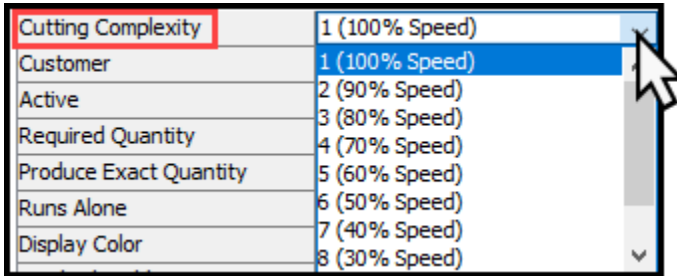 Cutting Complexity 1 (100% Speed)
Customer 1 (100% Speed)
Active 2 (90% Speed)
3 (80% Speed)
Required Quantity 4 (70% Speed)
Produce Exact Quantity 5 (60% Speed)
Runs Alone 6 (50% Speed)
7 (40% Speed)
Display Color 8 (30% Speed)